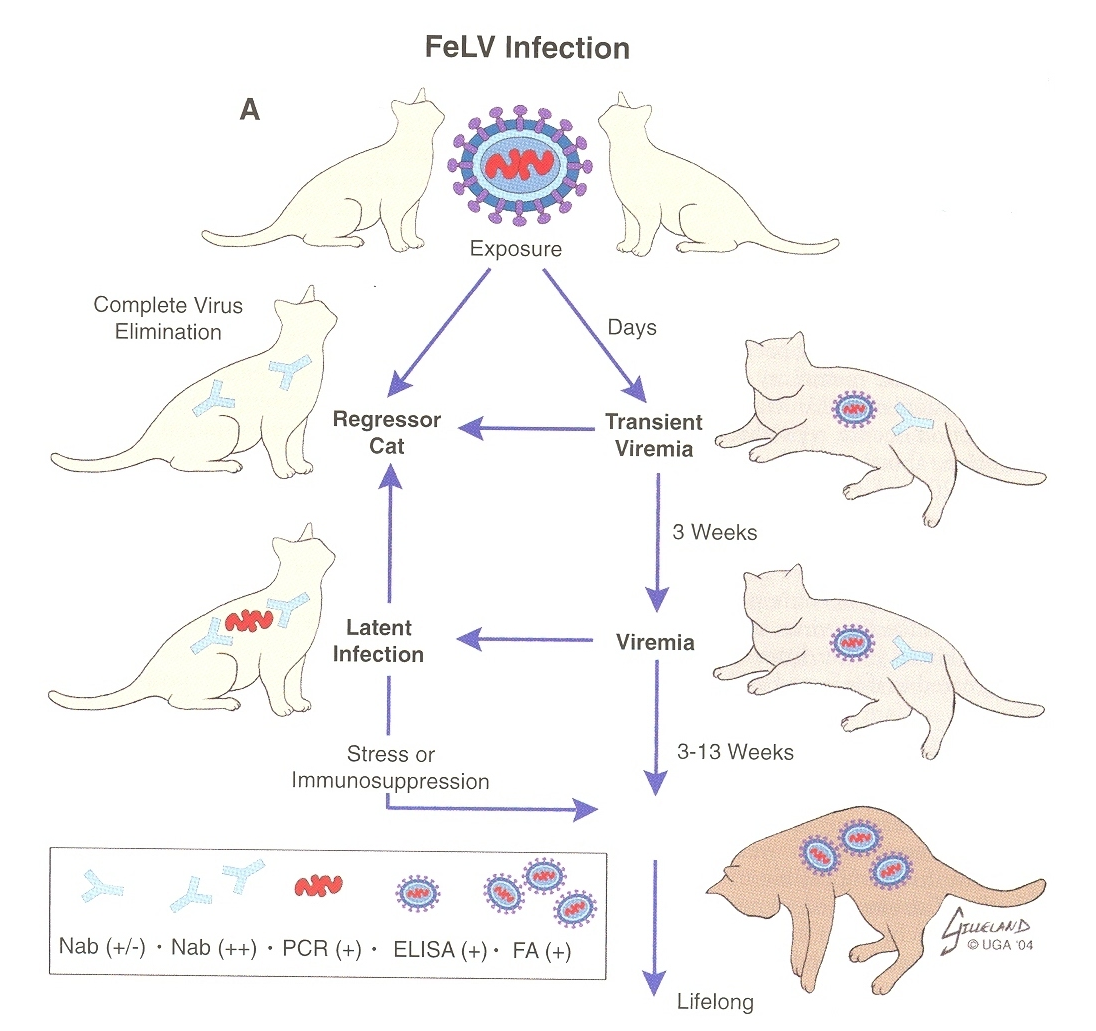 FeLV Infection
A
Exposure
Complete Virus
Elimination
Days
Regressor
Cat
Transient
Viremia
3 Weeks
Latent
Infection
Viremia
Stress or
Immunosuppression
3-13 Weeks
Nab (+/-) · Nab (++) · PCR (+) · ELISA (+) · FA (+)
GILLELAND
© UGA '04
Lifelong